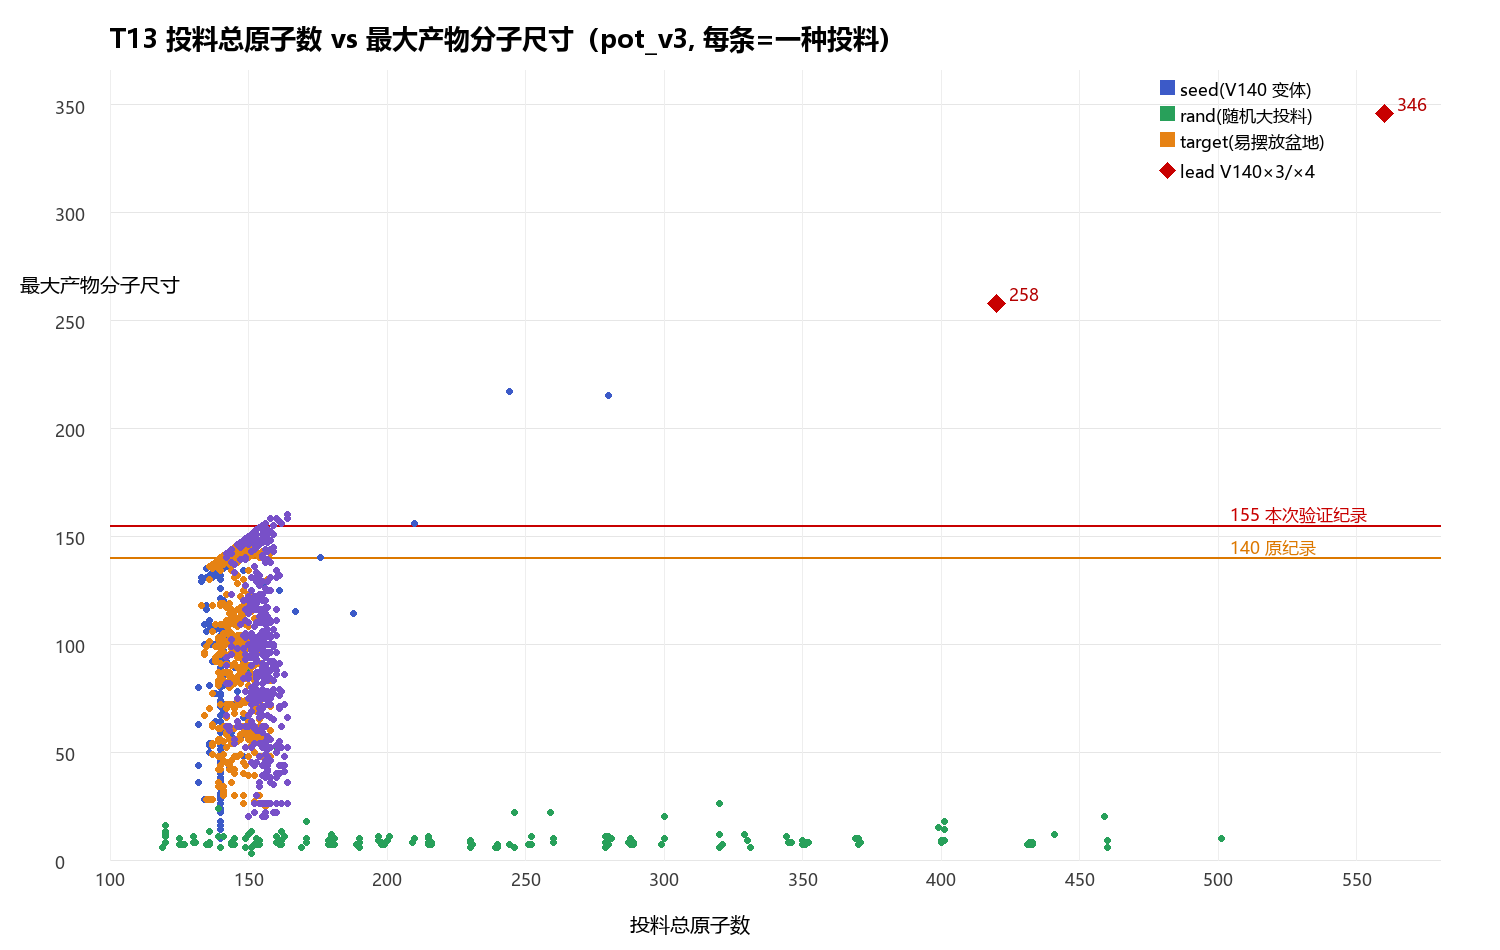 T13 投料总原子数 vs 最大产物分子尺寸（pot_v3, 每条=一种投料）
seed(V140 变体)
rand(随机大投料)
target(易摆放盆地)
lead V140×3/×4
346
258
最大产物分子尺寸
155 本次验证纪录
140 原纪录
350
300
250
200
150
100
50
0
100 150 200 250 300 350 400 450 500 550
投料总原子数